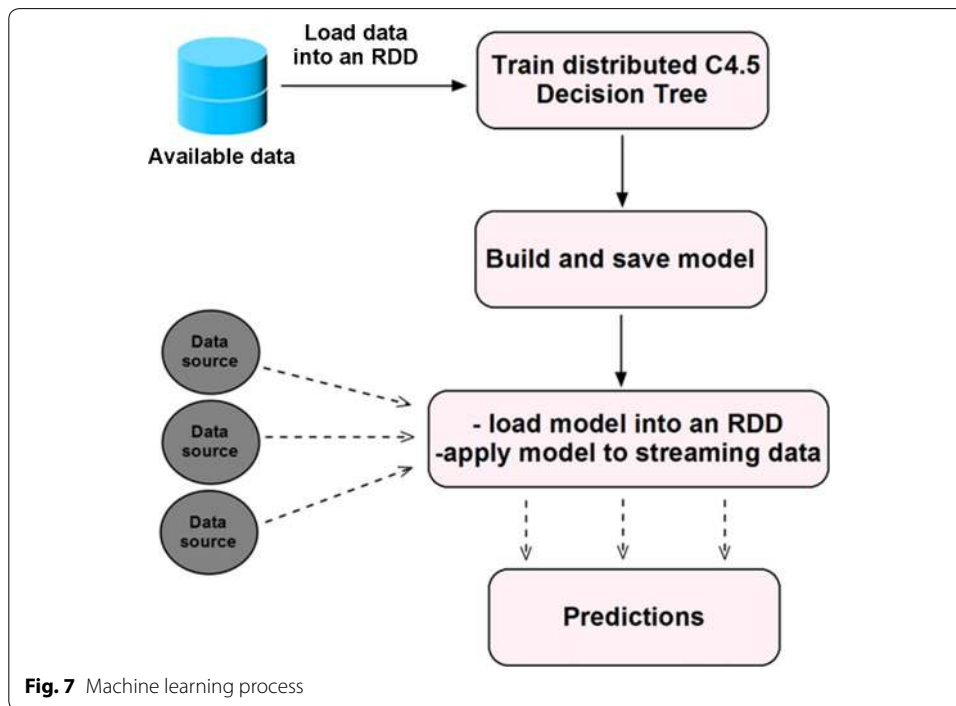 Load data
into an RDD
Train distributed C4.5
Decision Tree
Available data
Build and save model
Data
source
Data
source
Data
source
- load model into an RDD
-apply model to streaming data
Predictions
Fig. 7 Machine learning process